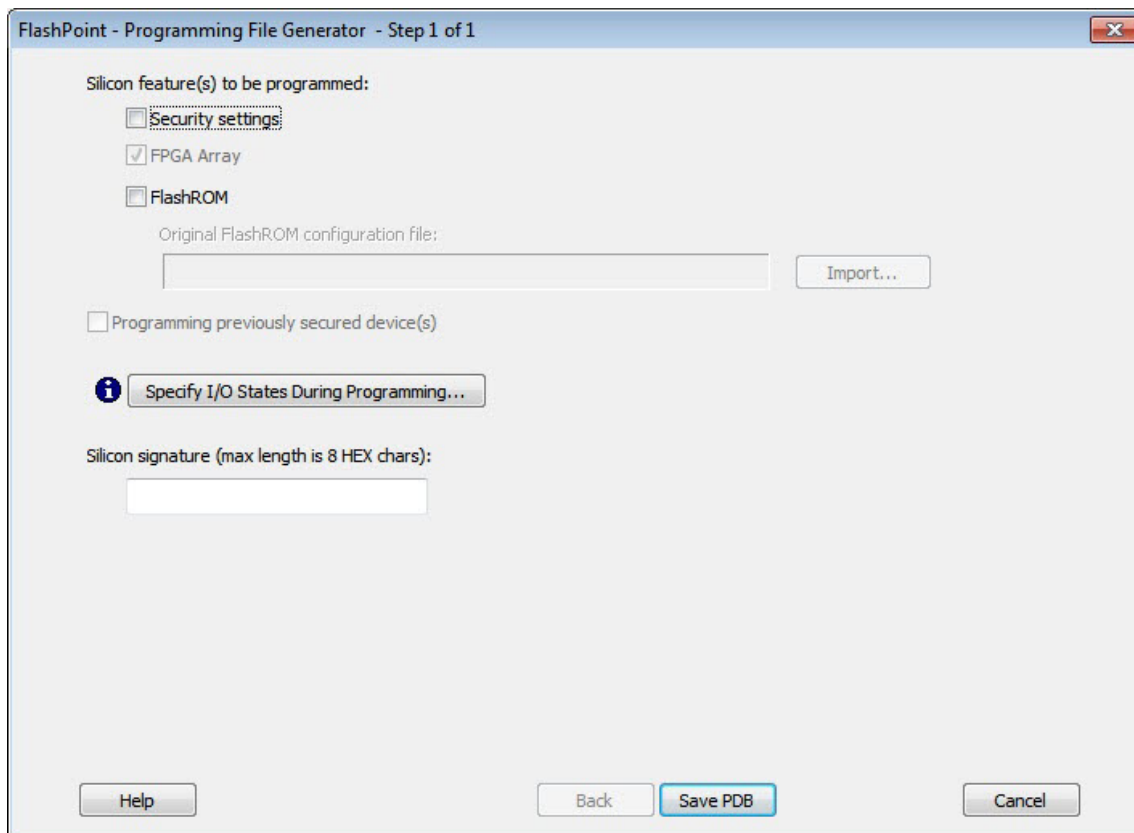 FlashPoint - Programming File Generator - Step 1 of 1
Silicon feature(s) to be programmed:
Security settings
FPGA Array
FlashROM
Original FlashROM configuration file:
Import...
Programming previously secured device(s)
Specify I/O States During Programming...
Silicon signature (max length is 8 HEX chars):
Help Back Save PDB Cancel